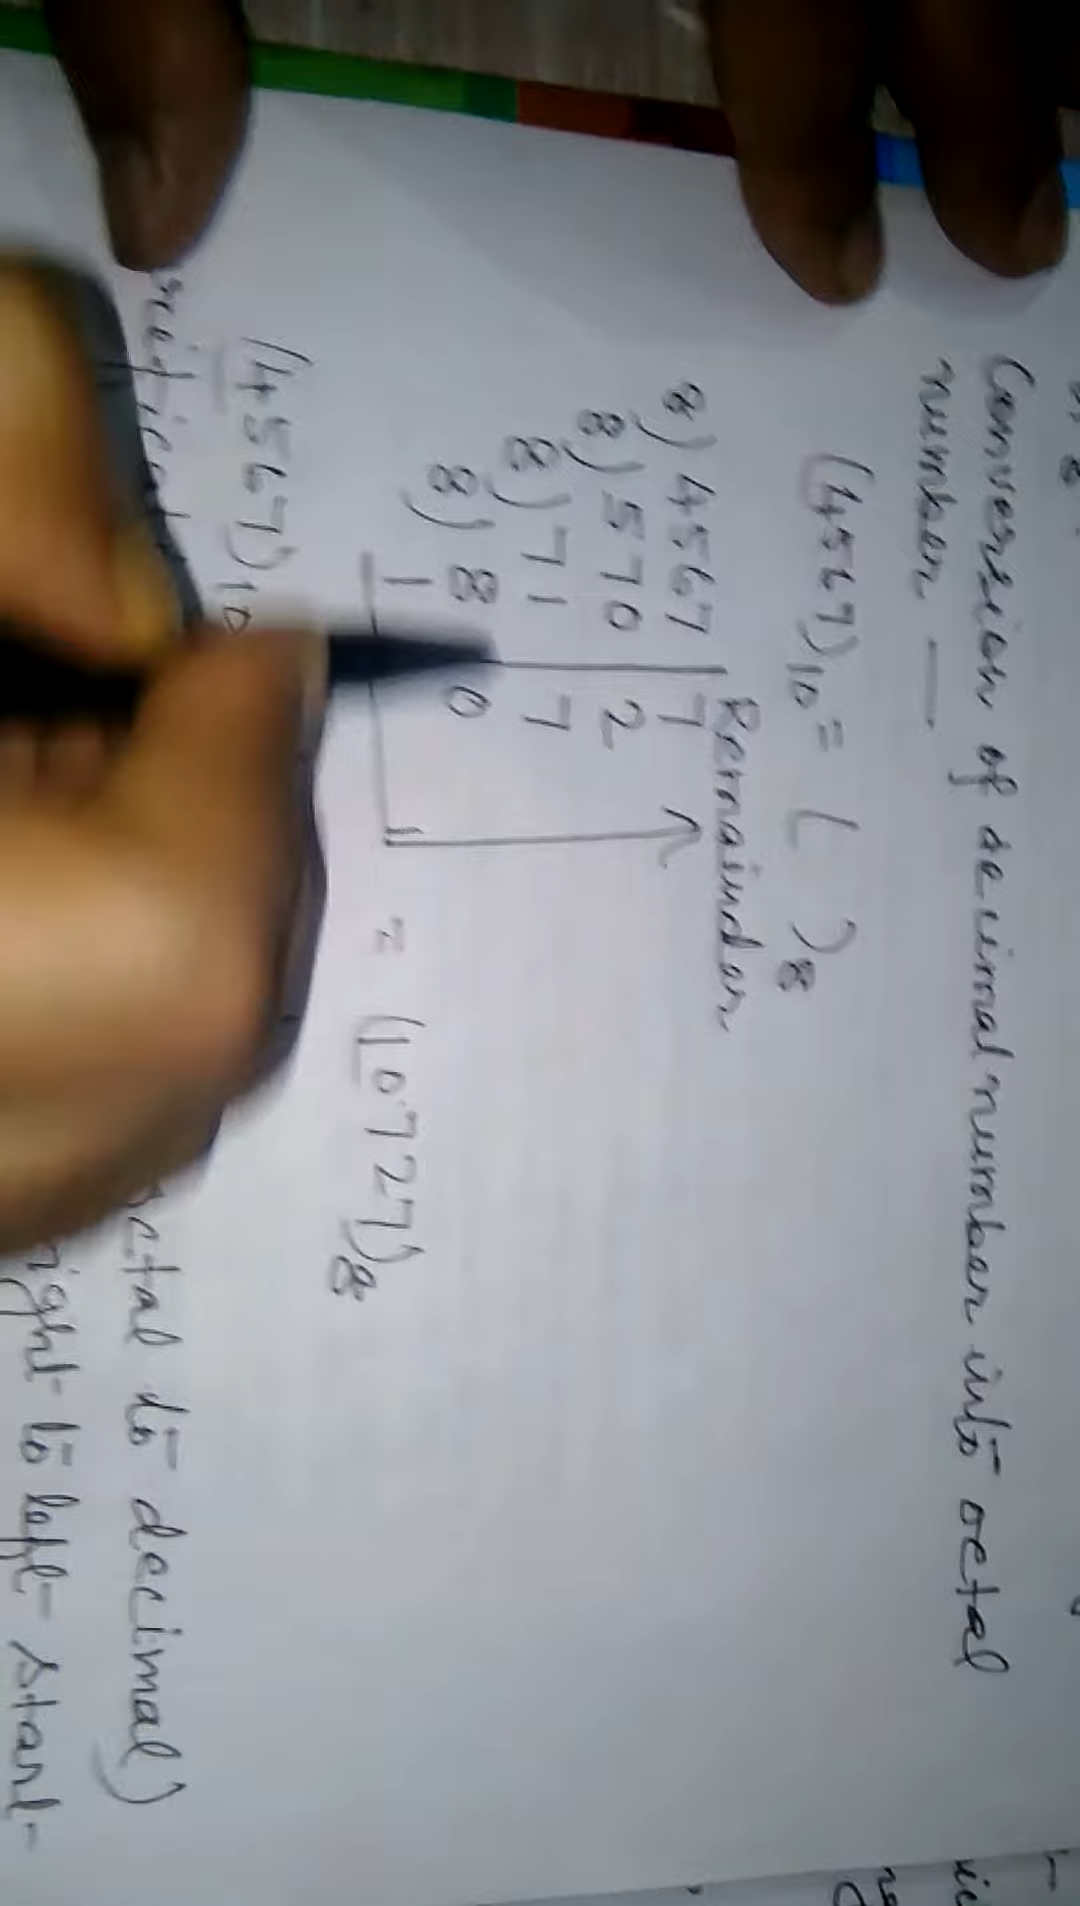 Conversion of decimal number into octal
number —
(4567)10 = ( )8
Remainder
8) 4567 7
8) 570 2
8) 71 7
8) 8 0
1
= (10727)8
(4567)10
octal to decimal)
right to left start-